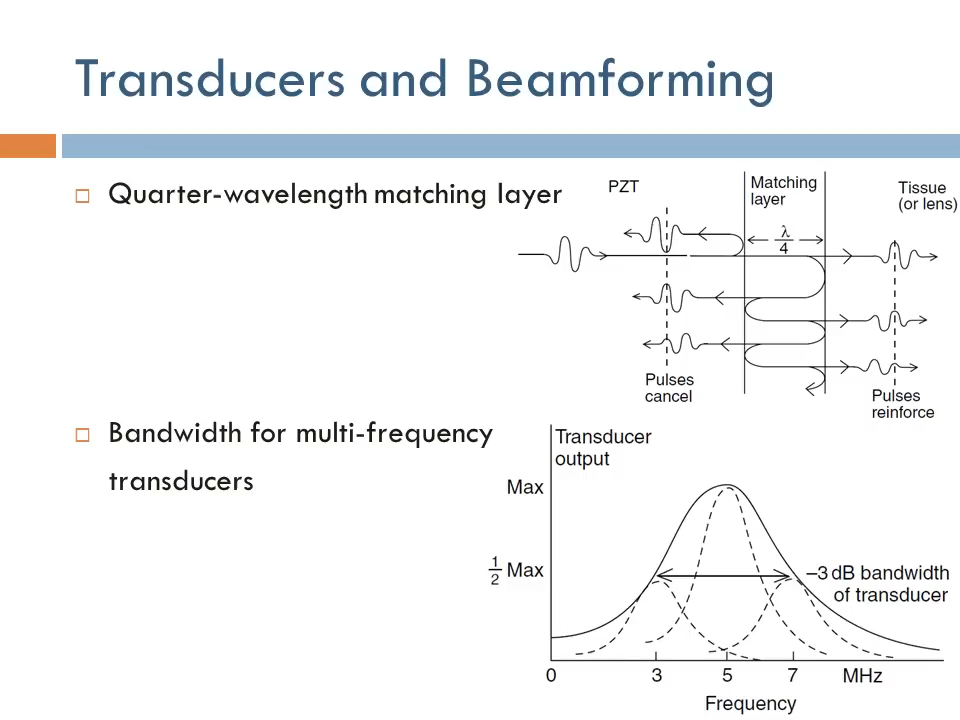 Transducers and Beamforming
Quarter-wavelength matching layer
PZT
Matching
layer
Tissue
(or lens)
λ
4
Pulses
cancel
Pulses
reinforce
Bandwidth for multi-frequency
transducers
Transducer
output
Max
1
2 Max
–3 dB bandwidth
of transducer
0 3 5 7 MHz
Frequency